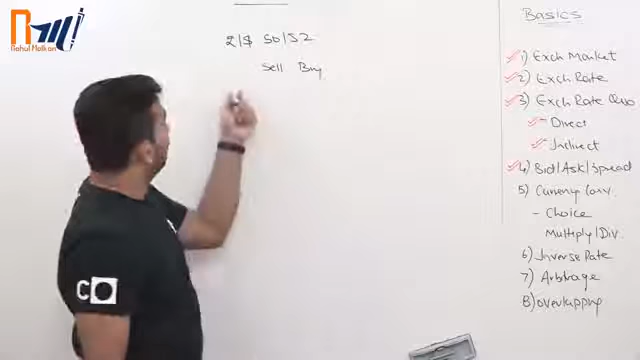 Rahul Malkan
₹/$ 50/52
Sell Buy
Basics
1) Exch Market
2) Exch Rate
3) Exch Rate Quo
- Direct
- Indirect
4) Bid/Ask/Spread
5) Currency Conv.
- Choice
Multiply/Div.
6) Inverse Rate
7) Arbitrage
8) overlapping